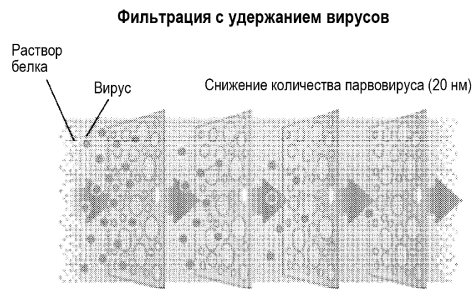 Фильтрация с удержанием вирусов
Раствор
белка
Вирус
Снижение количества парвовируса (20 нм)